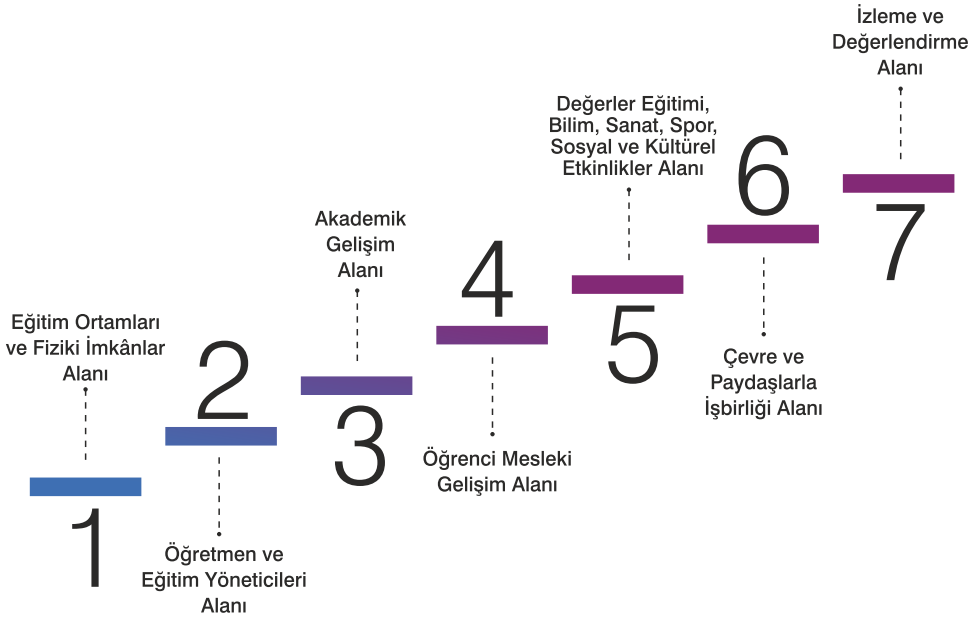 1
Eğitim Ortamları
ve Fiziki İmkânlar
Alanı
2
Öğretmen ve
Eğitim Yöneticileri
Alanı
3
Akademik
Gelişim
Alanı
4
Öğrenci Mesleki
Gelişim Alanı
5
Değerler Eğitimi,
Bilim, Sanat, Spor,
Sosyal ve Kültürel
Etkinlikler Alanı
6
Çevre ve
Paydaşlarla
İşbirliği Alanı
7
İzleme ve
Değerlendirme
Alanı